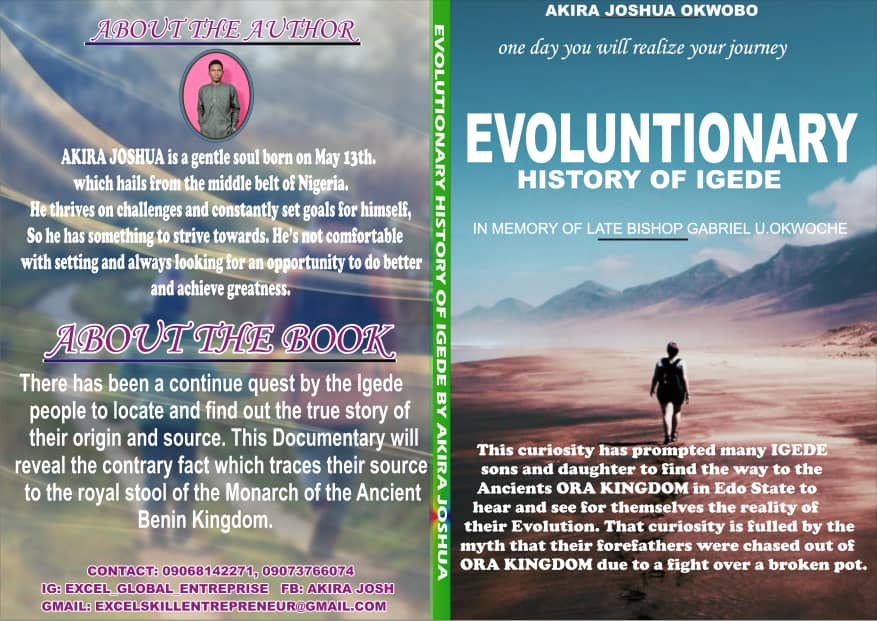 ABOUT THE AUTHOR
AKIRA JOSHUA is a gentle soul born on May 13th.
which hails from the middle belt of Nigeria.
He thrives on challenges and constantly set goals for himself,
So he has something to strive towards. He's not comfortable
with setting and always looking for an opportunity to do better
and achieve greatness.
ABOUT THE BOOK
There has been a continue quest by the Igede
people to locate and find out the true story of
their origin and source. This Documentary will
reveal the contrary fact which traces their source
to the royal stool of the Monarch of the Ancient
Benin Kingdom.
CONTACT: 09068142271, 09073766074
IG: EXCEL_GLOBAL_ENTREPRISE FB: AKIRA JOSH
GMAIL: EXCELSKILLENTREPRENEUR@GMAIL.COM
EVOLUTIONARY HISTORY OF IGEDE BY AKIRA JOSHUA
AKIRA JOSHUA OKWOBO
one day you will realize your journey
EVOLUNTIONARY
HISTORY OF IGEDE
IN MEMORY OF LATE BISHOP GABRIEL U.OKWOCHE
This curiosity has prompted many IGEDE
sons and daughter to find the way to the
Ancients ORA KINGDOM in Edo State to
hear and see for themselves the reality of
their Evolution. That curiosity is fulled by the
myth that their forefathers were chased out of
ORA KINGDOM due to a fight over a broken pot.